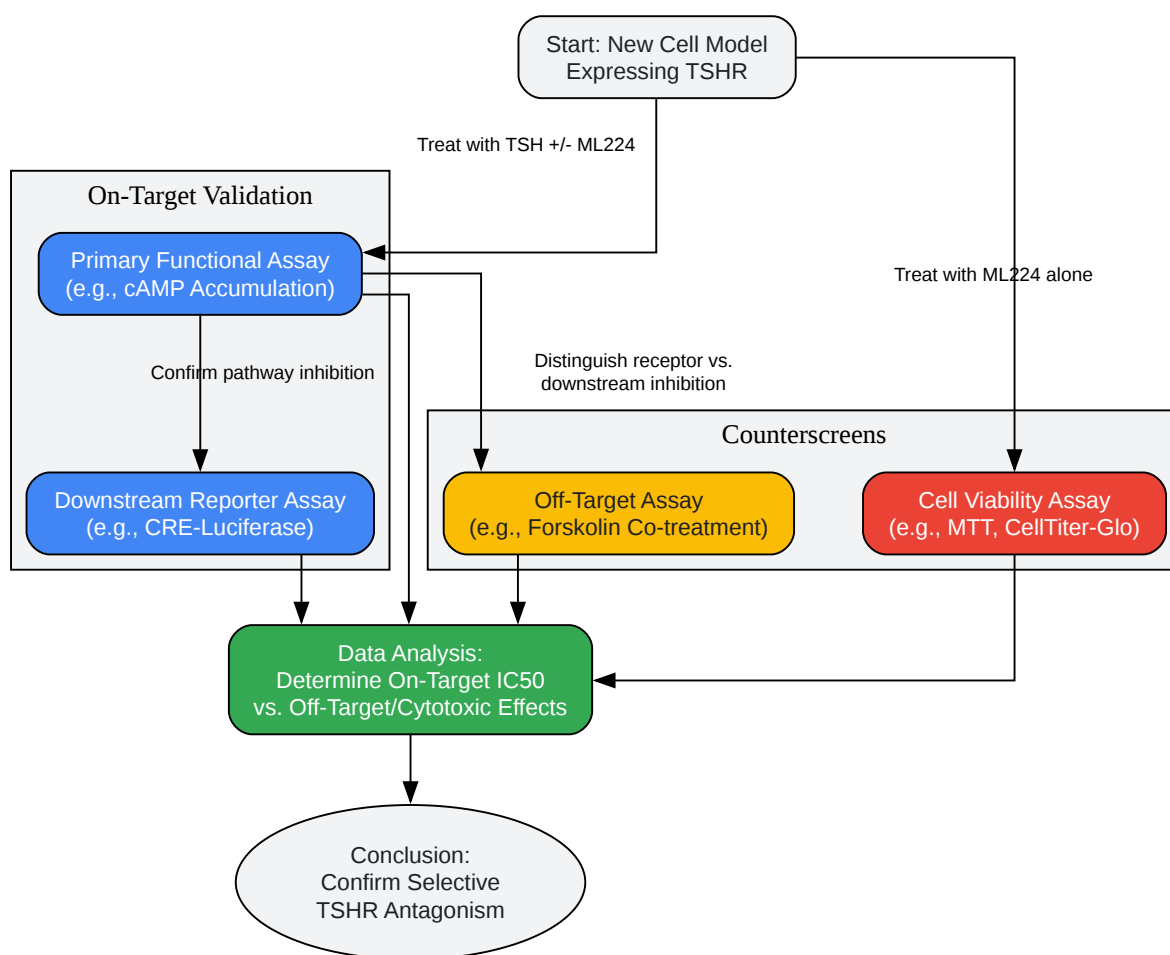 Start: New Cell Model
Expressing TSHR
Treat with TSH +/- ML224
On-Target Validation
Primary Functional Assay
(e.g., cAMP Accumulation)
Treat with ML224 alone
Confirm pathway inhibition
Distinguish receptor vs.
downstream inhibition
Counterscreens
Downstream Reporter Assay
(e.g., CRE-Luciferase)
Off-Target Assay
(e.g., Forskolin Co-treatment)
Cell Viability Assay
(e.g., MTT, CellTiter-Glo)
Data Analysis:
Determine On-Target IC50
vs. Off-Target/Cytotoxic Effects
Conclusion:
Confirm Selective
TSHR Antagonism